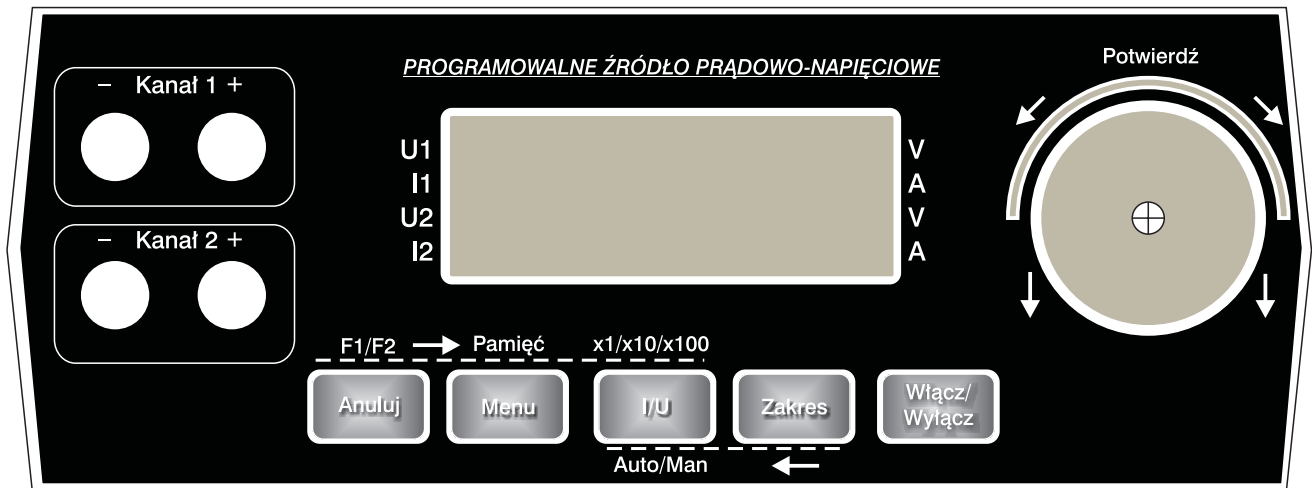 PROGRAMOWALNE ŹRÓDŁO PRĄDOWO-NAPIĘCIOWE
Potwierdź
- Kanał 1 +
U1 V
I1 A
U2 V
I2 A
- Kanał 2 +
F1/F2 Pamięć x1/x10/x100
Anuluj Menu I/U Zakres Włącz/
Wyłącz
Auto/Man